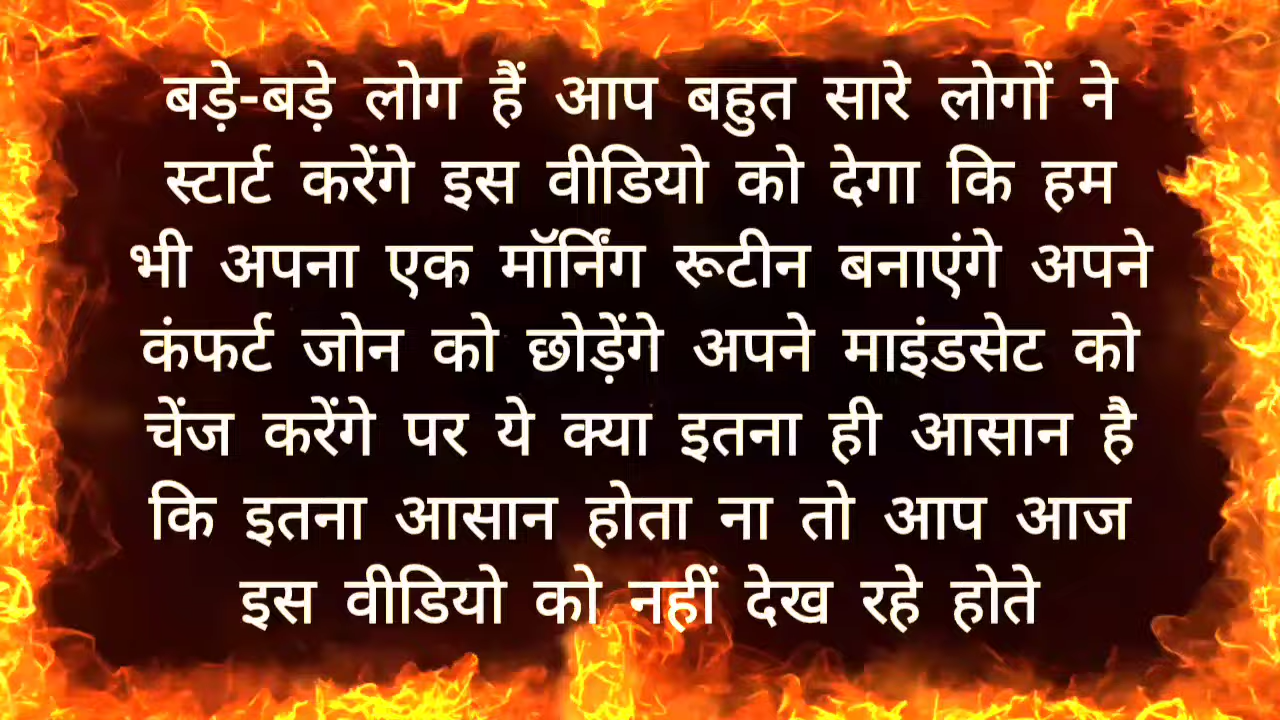 बड़े-बड़े लोग हैं आप बहुत सारे लोगों ने
स्टार्ट करेंगे इस वीडियो को देगा कि हम
भी अपना एक मॉर्निंग रूटीन बनाएंगे अपने
कंफर्ट जोन को छोड़ेंगे अपने माइंडसेट को
चेंज करेंगे पर ये क्या इतना ही आसान है
कि इतना आसान होता ना तो आप आज
इस वीडियो को नहीं देख रहे होते